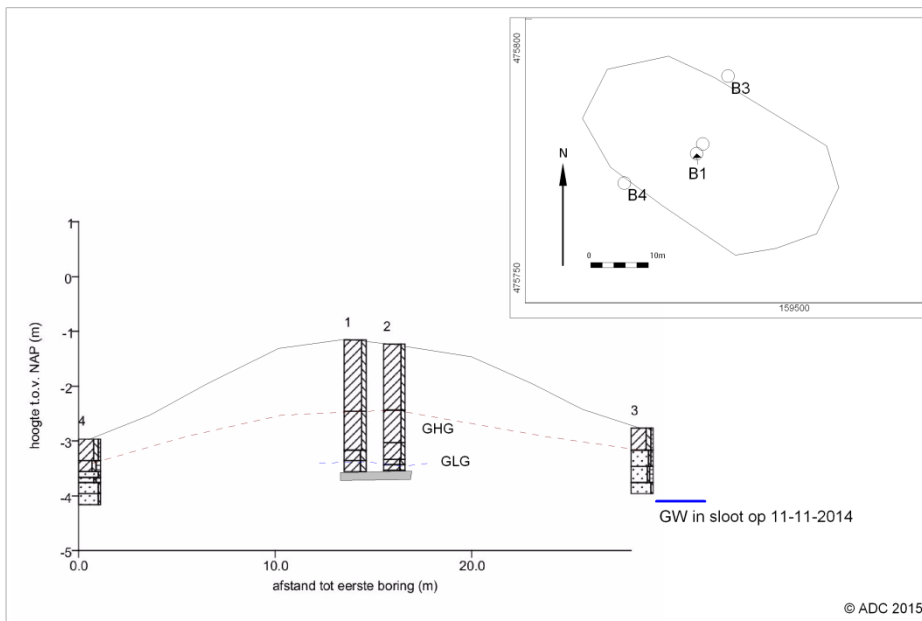 475800
475750
B3
N
B1
B4
0
10m
159500
hoogte t.o.v. NAP (m)
1
0
-1
-2
-3
-4
-5
1
2
3
4
GHG
GLG
GW in sloot op 11-11-2014
0.0
10.0
20.0
afstand tot eerste boring (m)
© ADC 2015